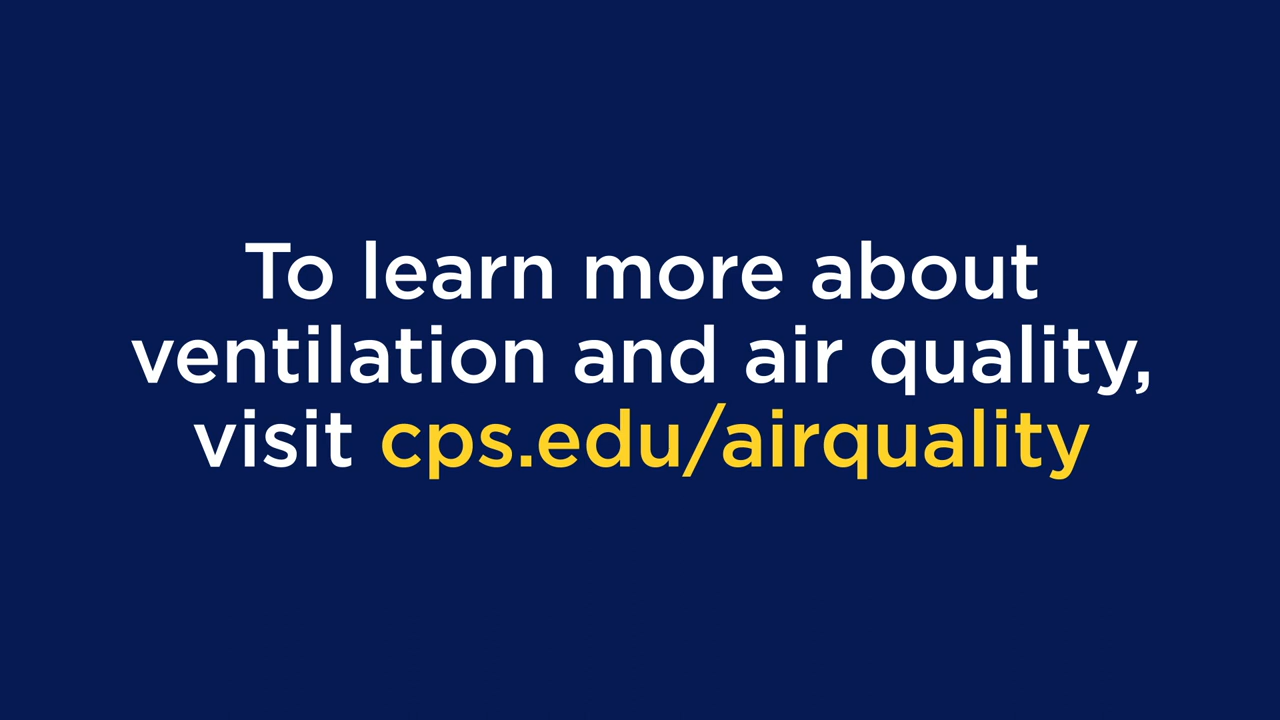 To learn more about
ventilation and air quality,
visit cps.edu/airquality